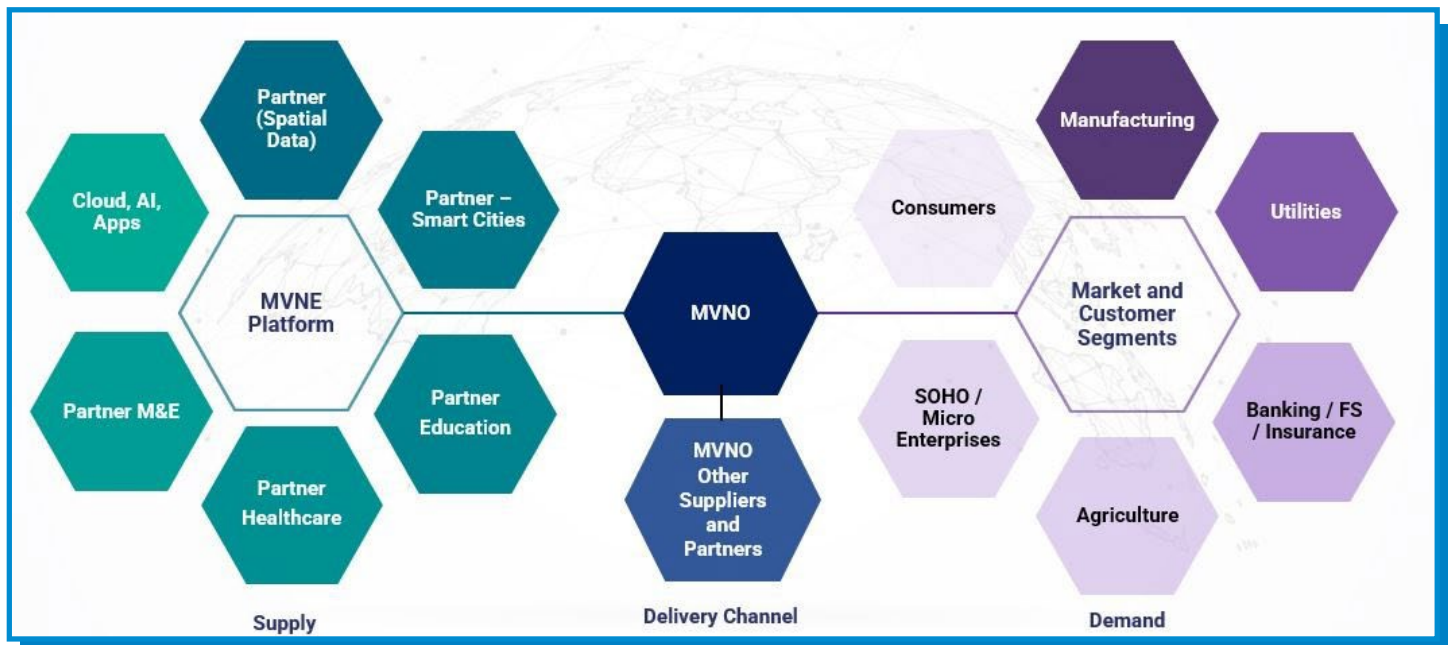 Partner
(Spatial
Data)
Cloud, AI,
Apps
Partner –
Smart Cities
MVNE
Platform
Partner M&E
Partner
Education
Partner
Healthcare
Supply
MVNO
MVNO
Other
Suppliers
and
Partners
Delivery Channel
Manufacturing
Consumers
Utilities
Market and
Customer
Segments
SOHO /
Micro
Enterprises
Banking / FS
/ Insurance
Agriculture
Demand